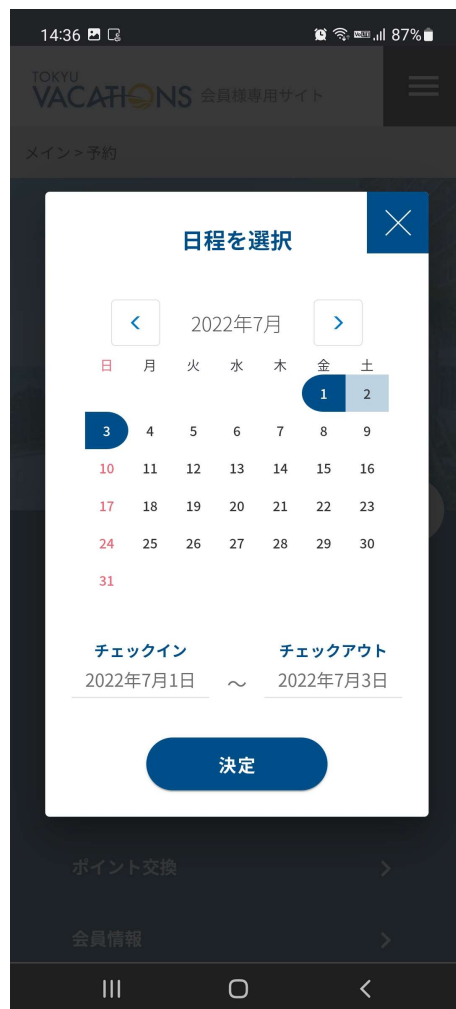 14:36 87%
TOKYU
VACATIONS 会員様専用サイト
メイン > 予約
日程を選択
2022年7月
日 月 火 水 木 金 土
1 2
3 4 5 6 7 8 9
10 11 12 13 14 15 16
17 18 19 20 21 22 23
24 25 26 27 28 29 30
31
チェックイン チェックアウト
2022年7月1日 ～ 2022年7月3日
決定
ポイント交換
会員情報